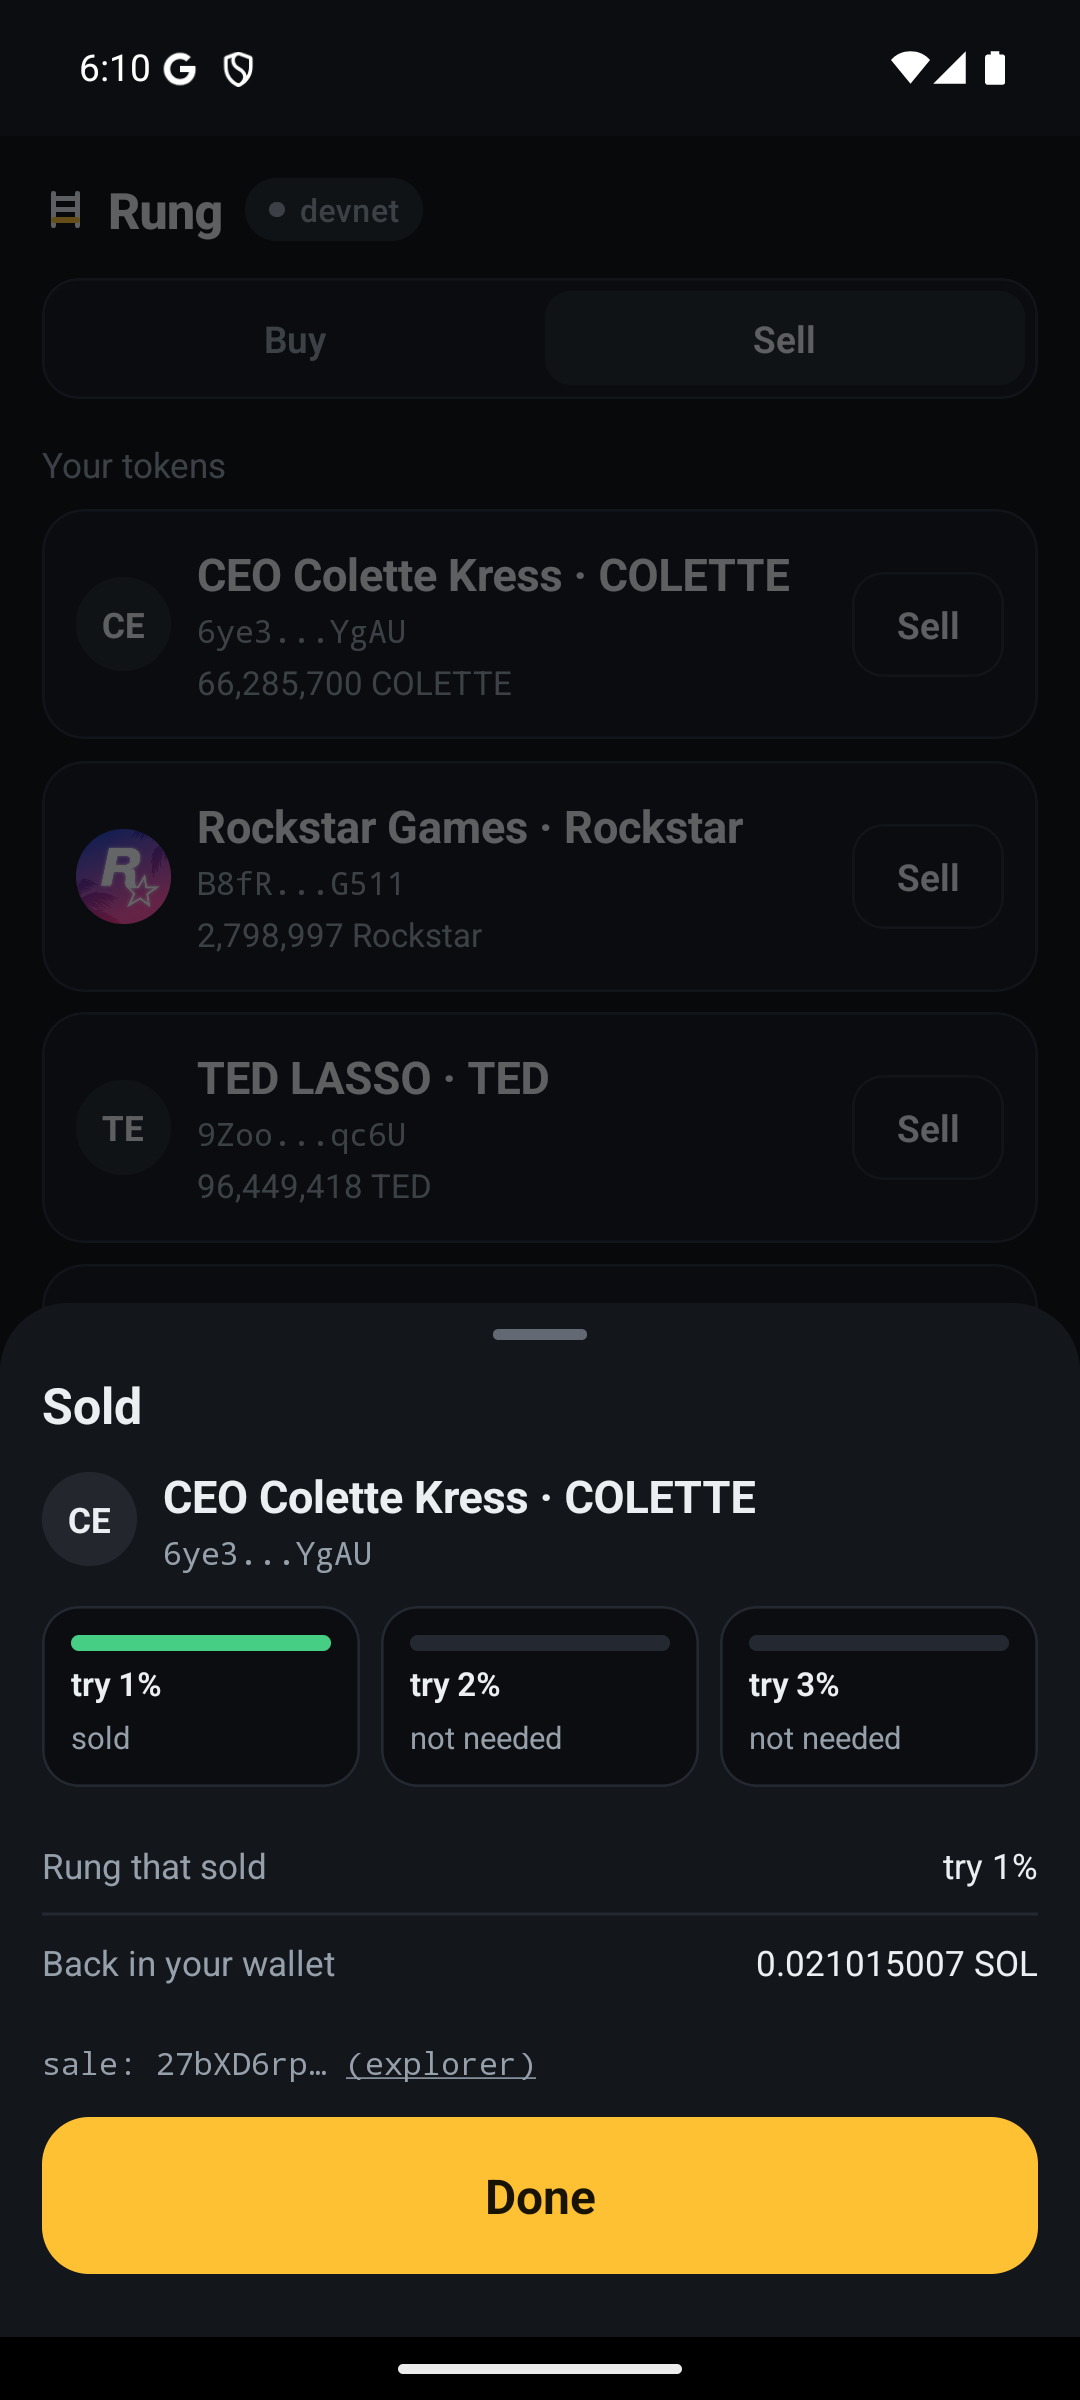 6:10
Rung devnet
Buy Sell
Your tokens
CE
CEO Colette Kress · COLETTE
6ye3...YgAU
66,285,700 COLETTE
Sell
R
Rockstar Games · Rockstar
B8fR...G511
2,798,997 Rockstar
Sell
TE
TED LASSO · TED
9Zoo...qc6U
96,449,418 TED
Sell
Sold
CE
CEO Colette Kress · COLETTE
6ye3...YgAU
try 1%
sold
try 2%
not needed
try 3%
not needed
Rung that sold try 1%
Back in your wallet 0.021015007 SOL
sale: 27bXD6rp… (explorer)
Done